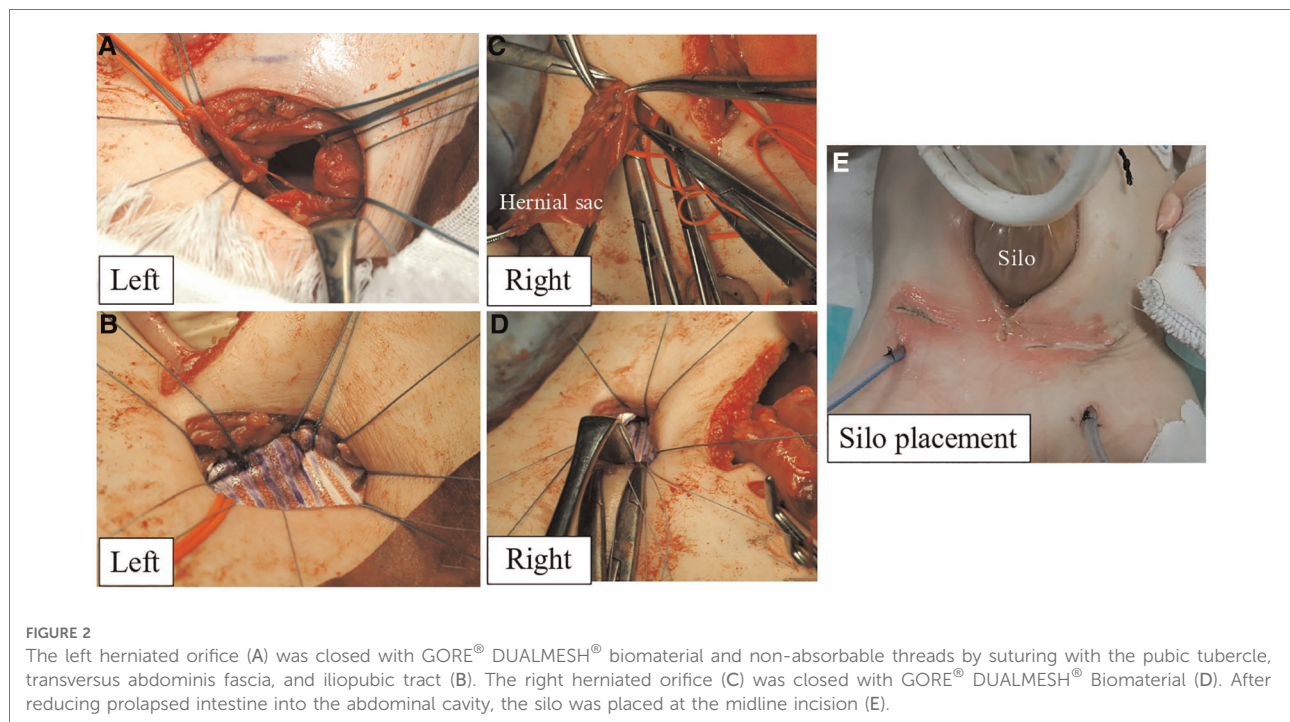 A
Left
C
Hernial sac
Right
B
Left
D
Right
E
Silo
Silo placement
FIGURE 2
The left herniated orifice (A) was closed with GORE® DUALMESH® biomaterial and non-absorbable threads by suturing with the pubic tubercle,
transversus abdominis fascia, and iliopubic tract (B). The right herniated orifice (C) was closed with GORE® DUALMESH® Biomaterial (D). After
reducing prolapsed intestine into the abdominal cavity, the silo was placed at the midline incision (E).